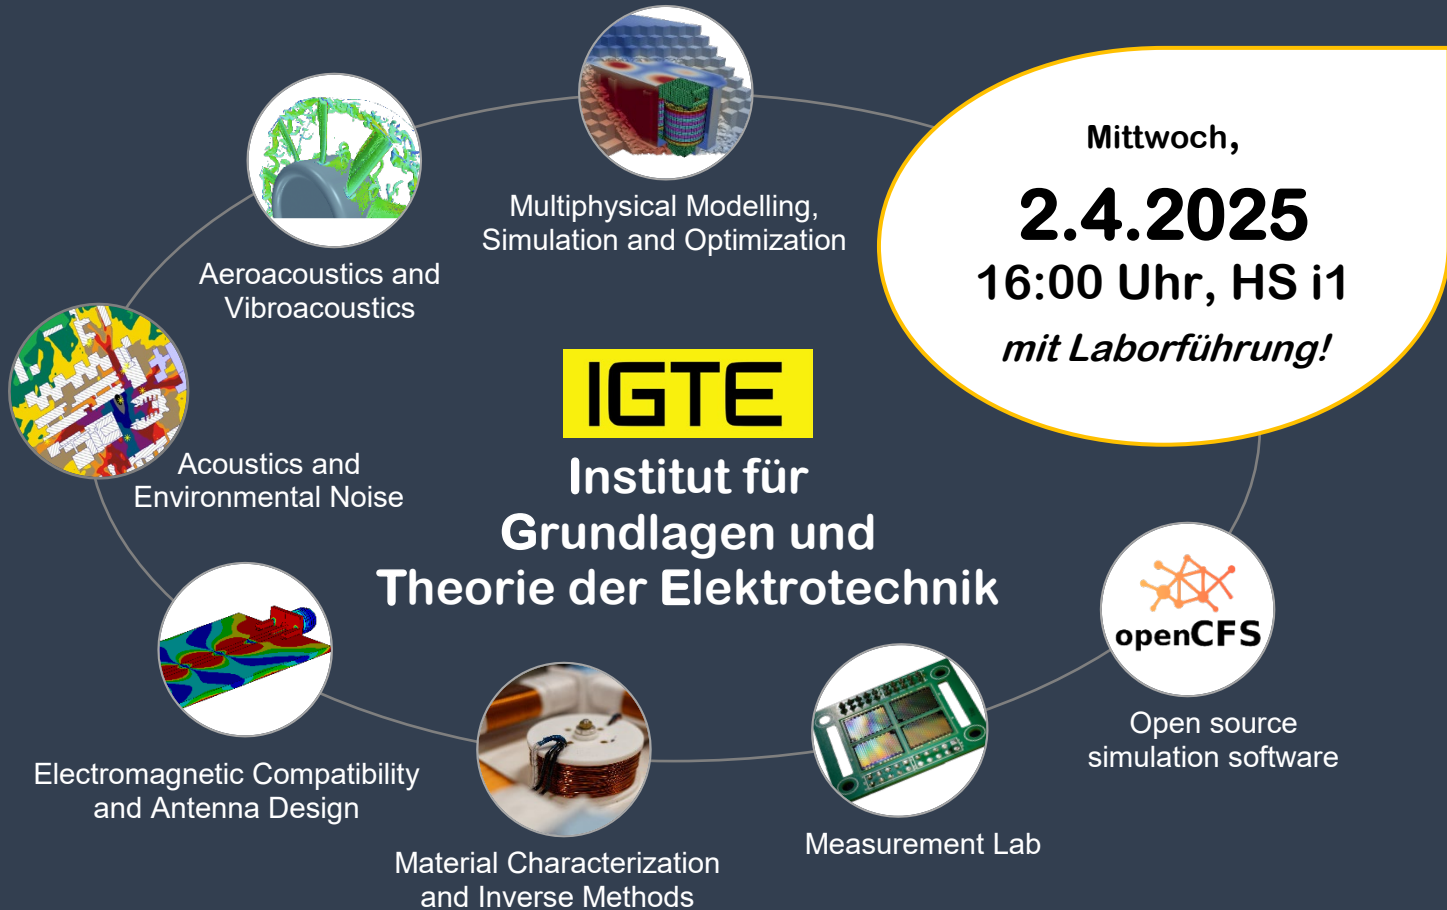 Multiphysical Modelling,
Simulation and Optimization
Mittwoch,
2.4.2025
16:00 Uhr, HS i1
mit Laborführung!
Aeroacoustics and
Vibroacoustics
IGTE
Institut für
Grundlagen und
Theorie der Elektrotechnik
Acoustics and
Environmental Noise
openCFS
Open source
simulation software
Electromagnetic Compatibility
and Antenna Design
Material Characterization
and Inverse Methods
Measurement Lab